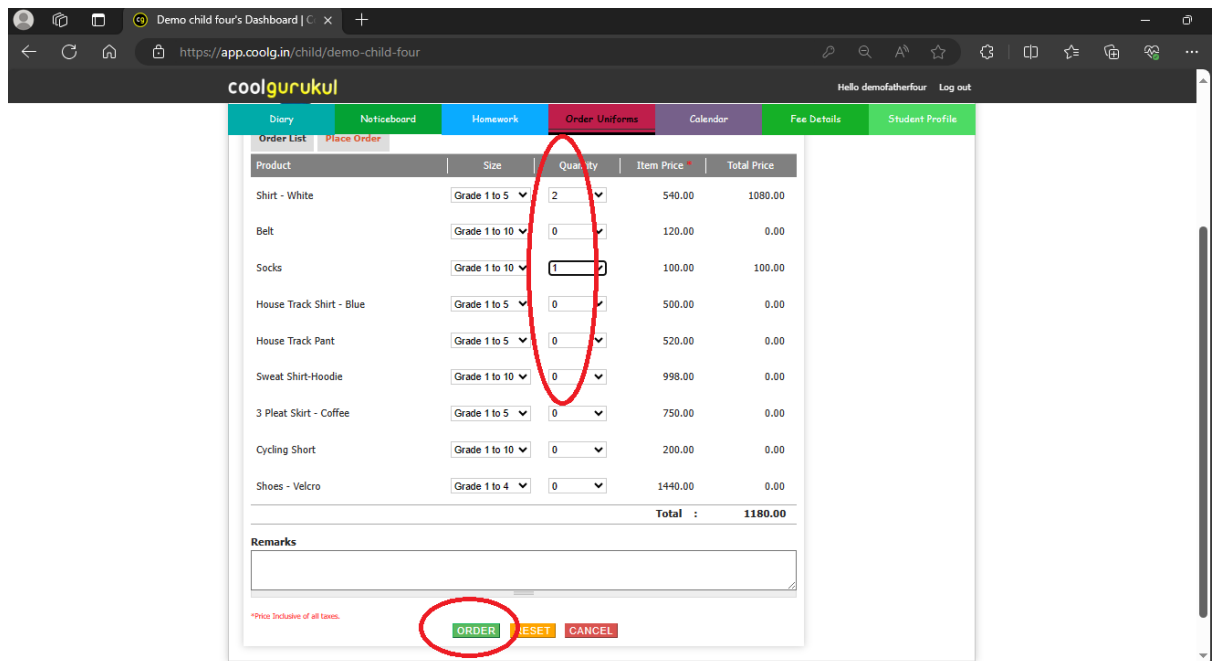 Demo child four's Dashboard | C
https://app.coolg.in/child/demo-child-four
coolgurukul
Hello demofatherfour Log out
Diary Noticeboard Homework Order Uniforms Calendar Fee Details Student Profile
Order List Place Order
Product Size Quantity Item Price * Total Price
Shirt - White Grade 1 to 5 2 540.00 1080.00
Belt Grade 1 to 10 0 120.00 0.00
Socks Grade 1 to 10 1 100.00 100.00
House Track Shirt - Blue Grade 1 to 5 0 500.00 0.00
House Track Pant Grade 1 to 5 0 520.00 0.00
Sweat Shirt-Hoodie Grade 1 to 10 0 998.00 0.00
3 Pleat Skirt - Coffee Grade 1 to 5 0 750.00 0.00
Cycling Short Grade 1 to 10 0 200.00 0.00
Shoes - Velcro Grade 1 to 4 0 1440.00 0.00
Total : 1180.00
Remarks
*Price Inclusive of all taxes.
ORDER RESET CANCEL